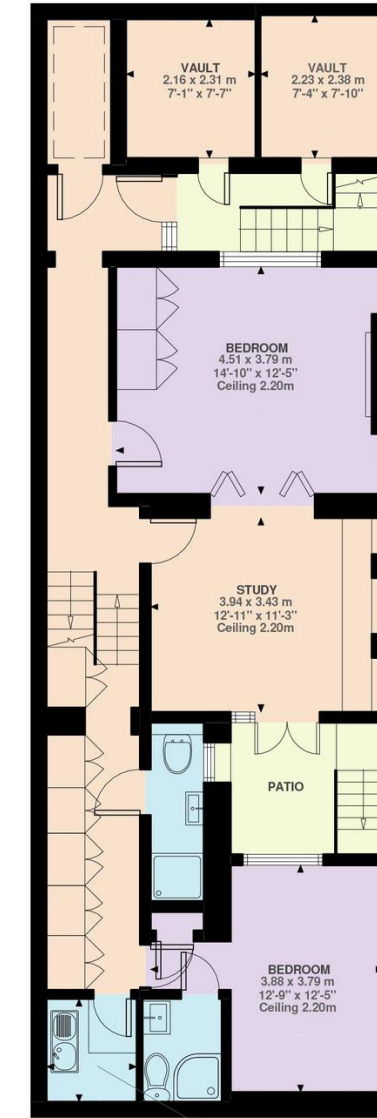 VAULT
2.16 x 2.31 m
7'-1" x 7'-7"
VAULT
2.23 x 2.38 m
7'-4" x 7'-10"
BEDROOM
4.51 x 3.79 m
14'-10" x 12'-5"
Ceiling 2.20m
STUDY
3.94 x 3.43 m
12'-11" x 11'-3"
Ceiling 2.20m
PATIO
BEDROOM
3.88 x 3.79 m
12'-9" x 12'-5"
Ceiling 2.20m